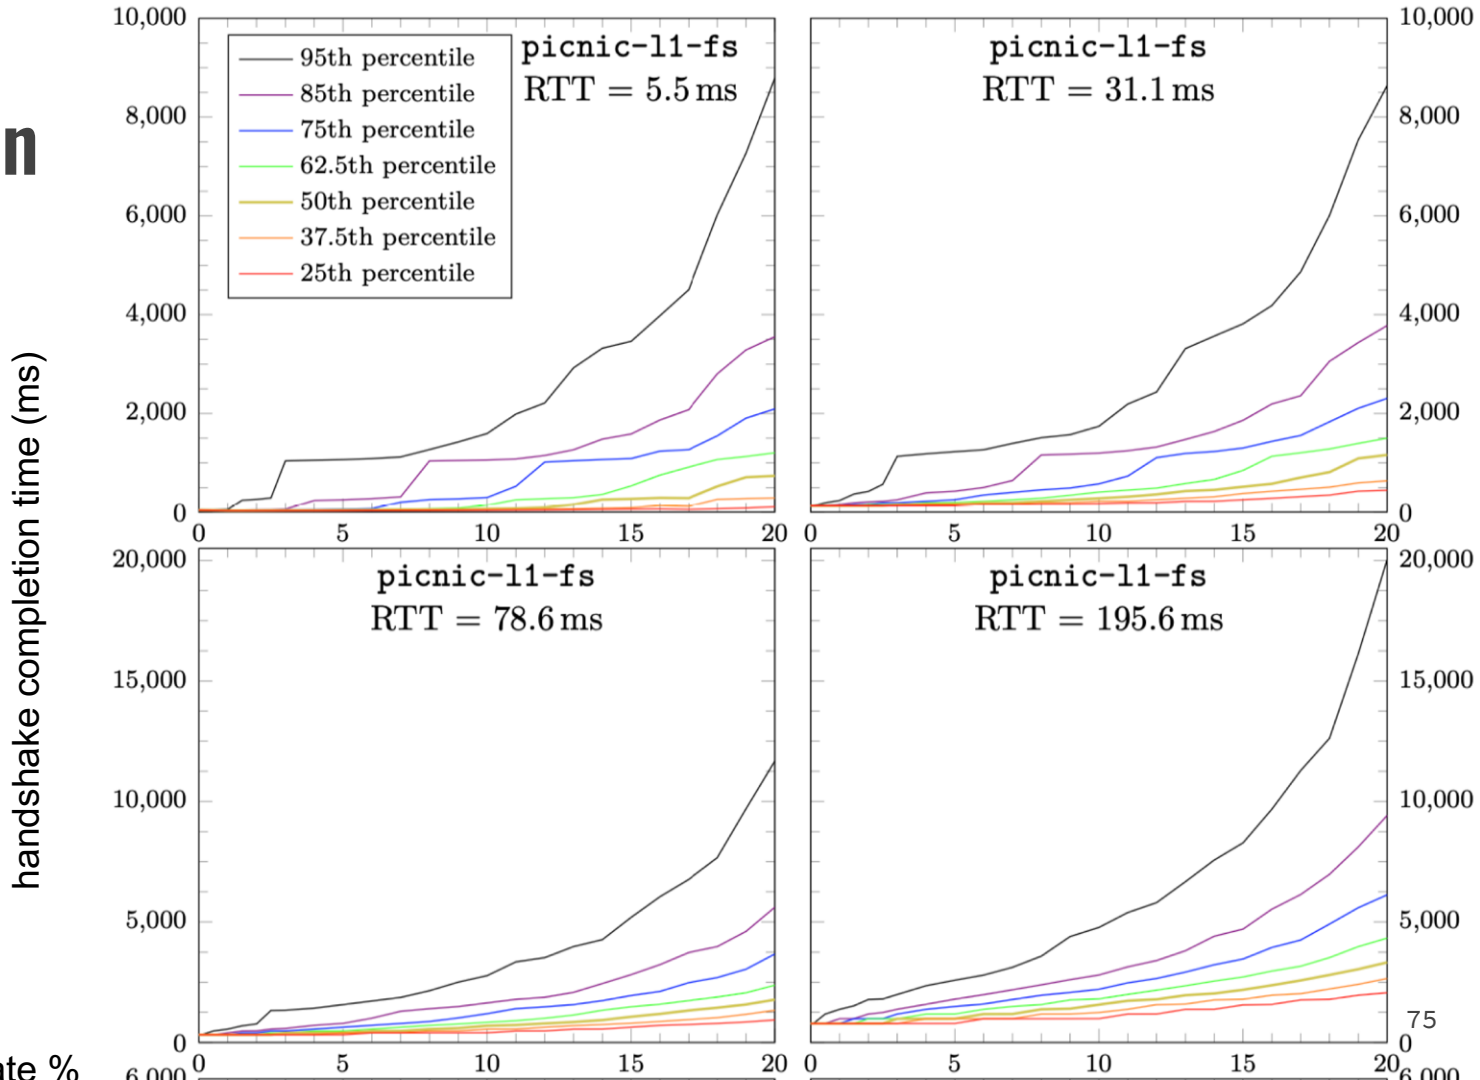 n
handshake completion time (ms)
10,000
8,000
6,000
4,000
2,000
0
95th percentile
85th percentile
75th percentile
62.5th percentile
50th percentile
37.5th percentile
25th percentile
picnic-l1-fs
RTT = 5.5 ms
0 5 10 15 20
picnic-l1-fs
RTT = 31.1 ms
10,000
8,000
6,000
4,000
2,000
0
0 5 10 15 20
20,000
15,000
10,000
5,000
0
picnic-l1-fs
RTT = 78.6 ms
0 5 10 15 20
picnic-l1-fs
RTT = 195.6 ms
20,000
15,000
10,000
5,000
0
75
0 5 10 15 20
ate %
6,000
6,000